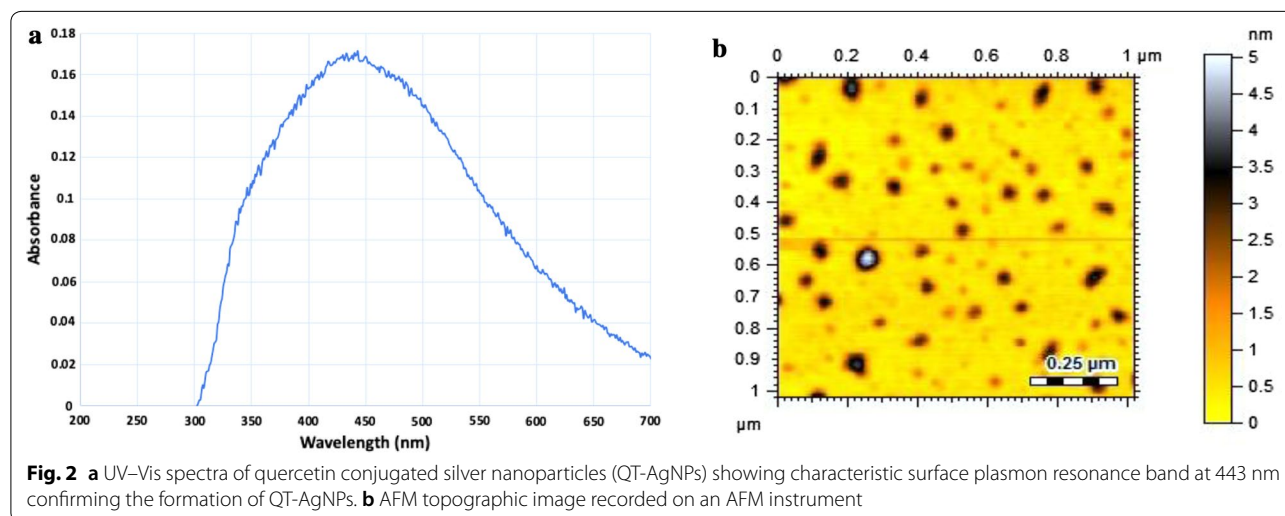 a
0.18
0.16
0.14
0.12
0.1
0.08
0.06
0.04
0.02
0
Absorbance
200 250 300 350 400 450 500 550 600 650 700
Wavelength (nm)
b
0 0.2 0.4 0.6 0.8 1 µm
0
0.1
0.2
0.3
0.4
0.5
0.6
0.7
0.8
0.9
1
µm
0.25 µm
nm
5
4.5
4
3.5
3
2.5
2
1.5
1
0.5
0
Fig. 2 a UV–Vis spectra of quercetin conjugated silver nanoparticles (QT-AgNPs) showing characteristic surface plasmon resonance band at 443 nm
confirming the formation of QT-AgNPs. b AFM topographic image recorded on an AFM instrument